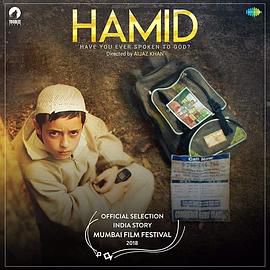 HAMID
HAVE YOU EVER SPOKEN TO GOD?
Directed by AIJAZ KHAN
Call Now
OFFICIAL SELECTION
INDIA STORY
MUMBAI FILM FESTIVAL
2018